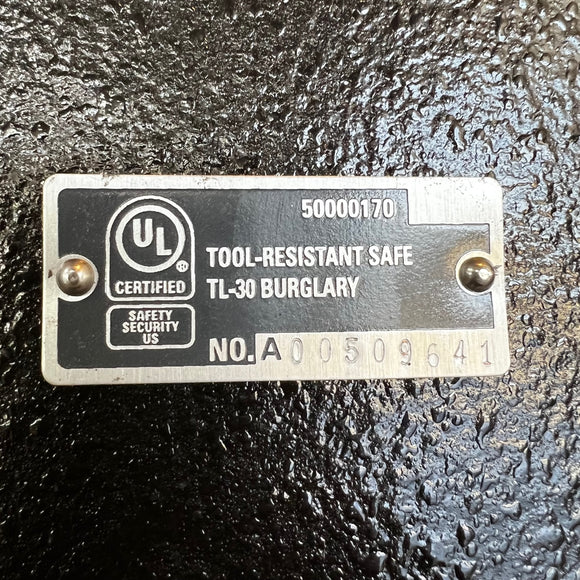 50000170
UL
CERTIFIED
SAFETY
SECURITY
US
TOOL-RESISTANT SAFE
TL-30 BURGLARY
NO. A00509641